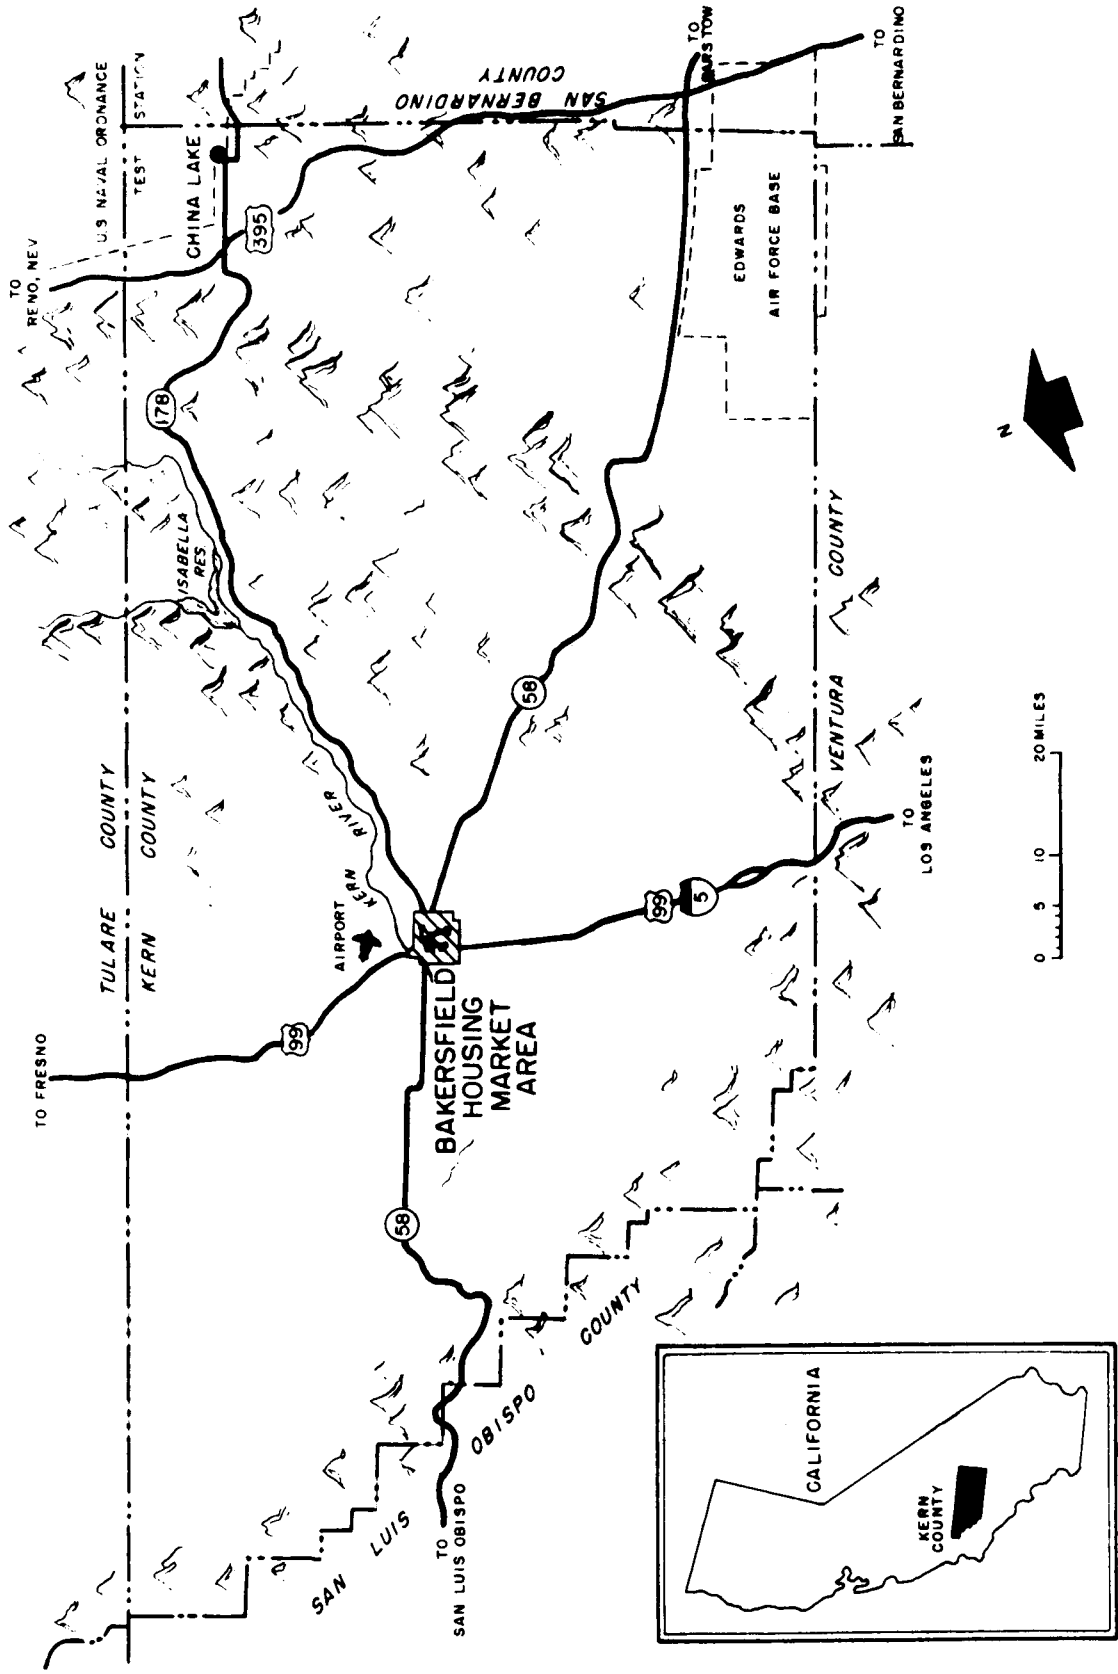 TO FRESNO
TO
RENO, NEV
U.S NAVAL ORDNANCE
TEST STATION
TULARE COUNTY
KERN COUNTY
178
CHINA LAKE
395
ISABELLA
RES.
SAN BERNARDINO
COUNTY
99
AIRPORT
KERN RIVER
58
BAKERSFIELD
HOUSING
MARKET
AREA
58
TO
BARSTOW
EDWARDS
AIR FORCE BASE
99
5
SAN LUIS OBISPO COUNTY
TO
SAN LUIS OBISPO
VENTURA COUNTY
TO
SAN BERNARDINO
TO
LOS ANGELES
N
0 5 10 20 MILES
CALIFORNIA
KERN
COUNTY